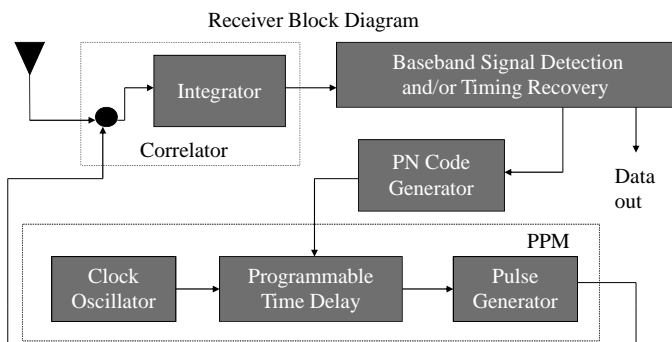 Receiver Block Diagram
Baseband Signal Detection
and/or Timing Recovery
Integrator
Correlator
PN Code
Generator
Data
out
PPM
Clock
Oscillator
Programmable
Time Delay
Pulse
Generator